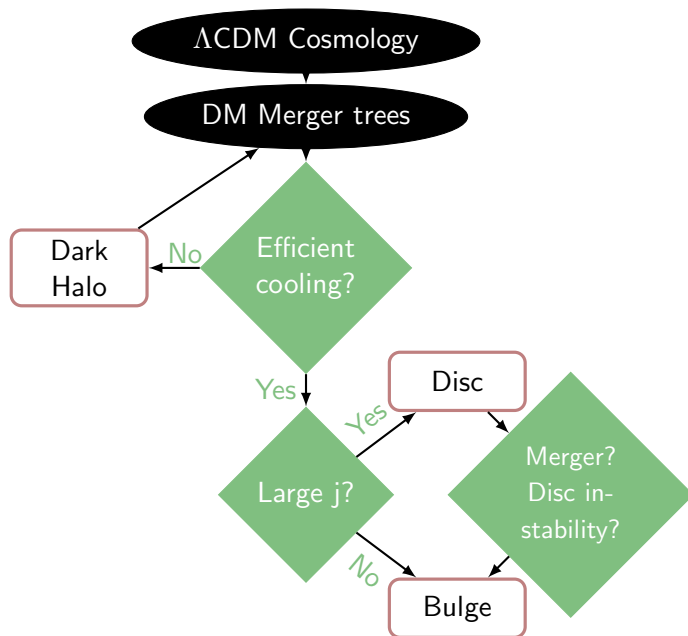 ΛCDM Cosmology
DM Merger trees
Efficient
cooling?
No
Dark
Halo
Yes
Large j?
Yes
Disc
Merger?
Disc in-
stability?
No
Bulge